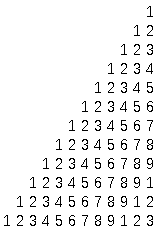 1
1 2
1 2 3
1 2 3 4
1 2 3 4 5
1 2 3 4 5 6
1 2 3 4 5 6 7
1 2 3 4 5 6 7 8
1 2 3 4 5 6 7 8 9
1 2 3 4 5 6 7 8 9 1
1 2 3 4 5 6 7 8 9 1 2
1 2 3 4 5 6 7 8 9 1 2 3